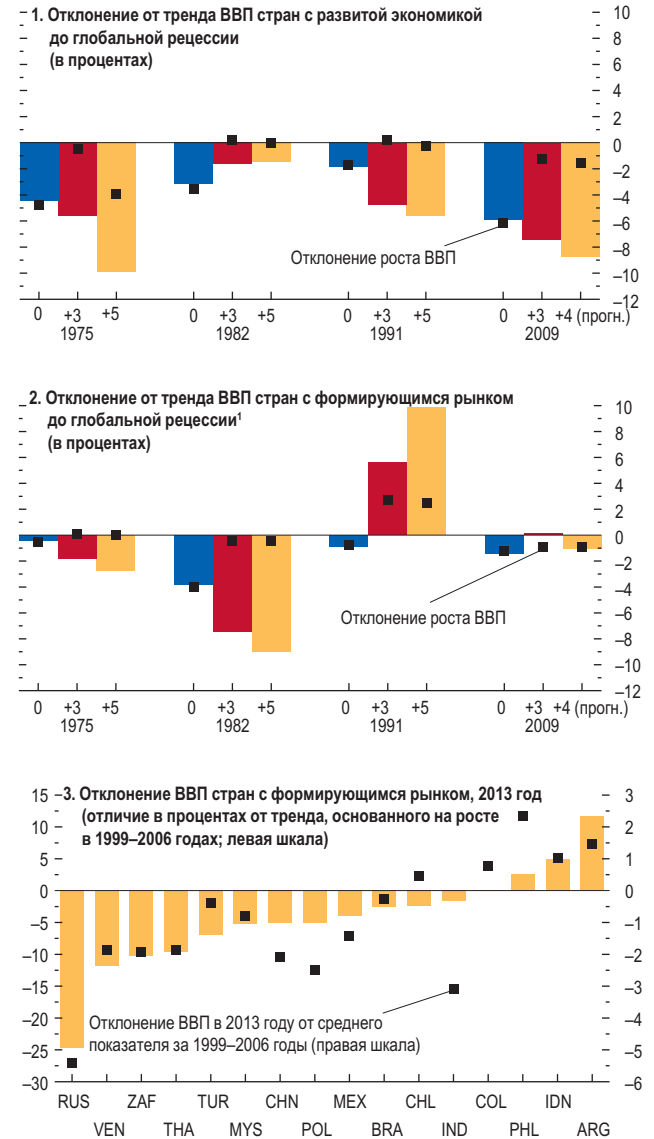 1. Отклонение от тренда ВВП стран с развитой экономикой
до глобальной рецессии
(в процентах)
10
8
6
4
2
0
–2
–4
–6
–8
–10
–12
Отклонение роста ВВП
0 +3 +5 0 +3 +5 0 +3 +5 0 +3 +4 (прогн.)
1975 1982 1991 2009
2. Отклонение от тренда ВВП стран с формирующимся рынком
до глобальной рецессии¹
(в процентах)
10
8
6
4
2
0
–2
–4
–6
–8
–10
–12
Отклонение роста ВВП
0 +3 +5 0 +3 +5 0 +3 +5 0 +3 +4 (прогн.)
1975 1982 1991 2009
3. Отклонение ВВП стран с формирующимся рынком, 2013 год
(отличие в процентах от тренда, основанного на росте
в 1999–2006 годах; левая шкала)
15
10
5
0
–5
–10
–15
–20
–25
–30
3
2
1
0
–1
–2
–3
–4
–5
–6
Отклонение ВВП в 2013 году от среднего
показателя за 1999–2006 годы (правая шкала)
RUS ZAF TUR CHN MEX CHL COL IDN
VEN THA MYS POL BRA IND PHL ARG